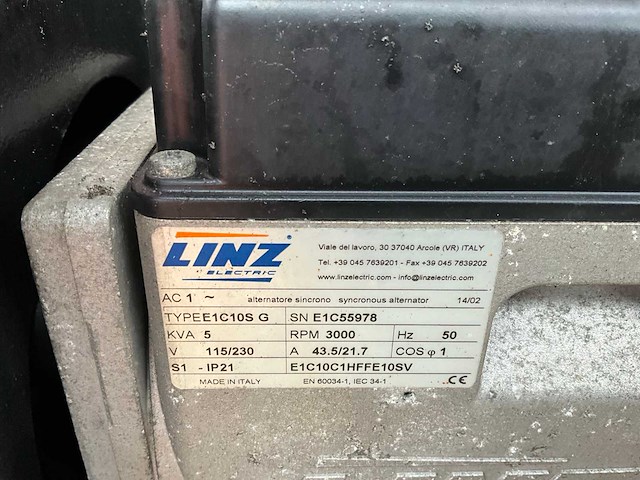 LINZ
ELECTRIC
Viale del lavoro, 30 37040 Arcole (VR) ITALY
Tel. +39 045 7639201 - Fax +39 045 7639202
www.linzelectric.com - info@linzelectric.com
AC 1 ~ alternatore sincrono syncronous alternator 14/02
TYPE E1C10S G SN E1C55978
KVA 5 RPM 3000 Hz 50
V 115/230 A 43.5/21.7 COS φ 1
S1 - IP21 E1C10C1HFFE10SV
MADE IN ITALY EN 60034-1, IEC 34-1 CE